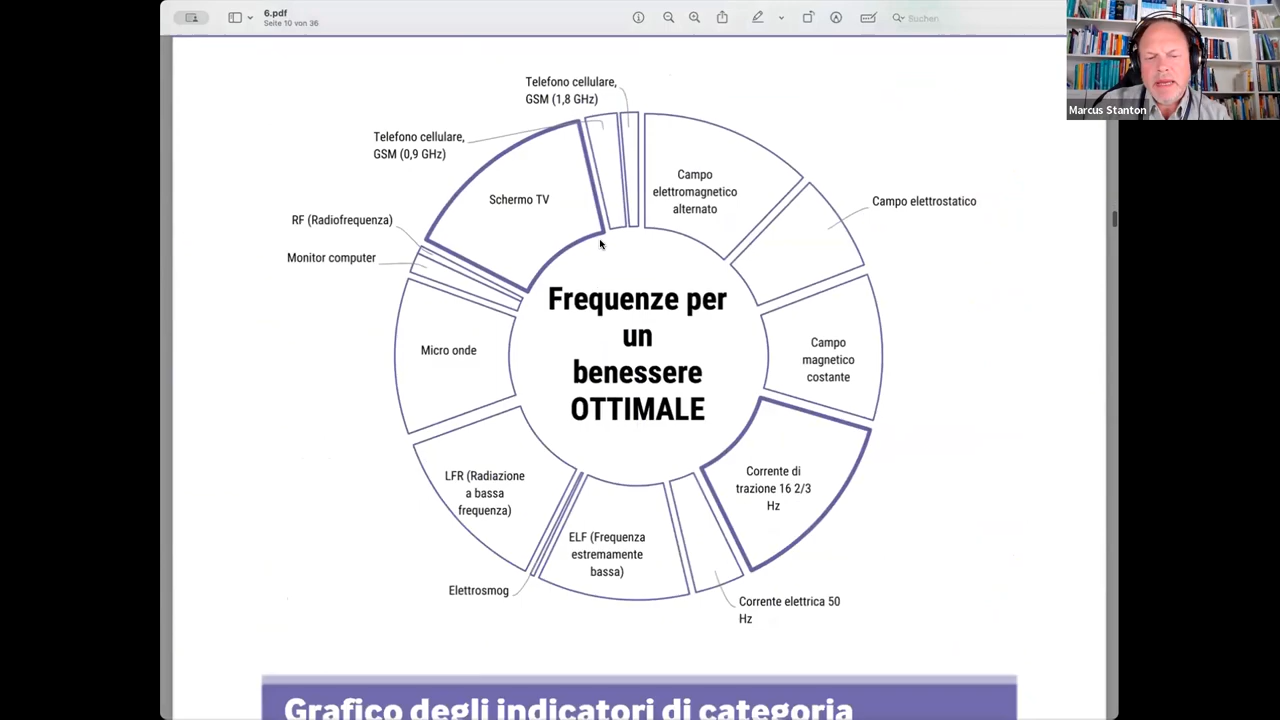 6.pdf
Seite 10 von 36
Suchen
Marcus Stanton
Telefono cellulare,
GSM (1,8 GHz)
Telefono cellulare,
GSM (0,9 GHz)
Schermo TV
RF (Radiofrequenza)
Monitor computer
Micro onde
LFR (Radiazione
a bassa
frequenza)
Elettrosmog
ELF (Frequenza
estremamente
bassa)
Corrente elettrica 50
Hz
Corrente di
trazione 16 2/3
Hz
Campo
magnetico
costante
Campo elettrostatico
Campo
elettromagnetico
alternato
Frequenze per
un
benessere
OTTIMALE
Grafico degli indicatori di categoria